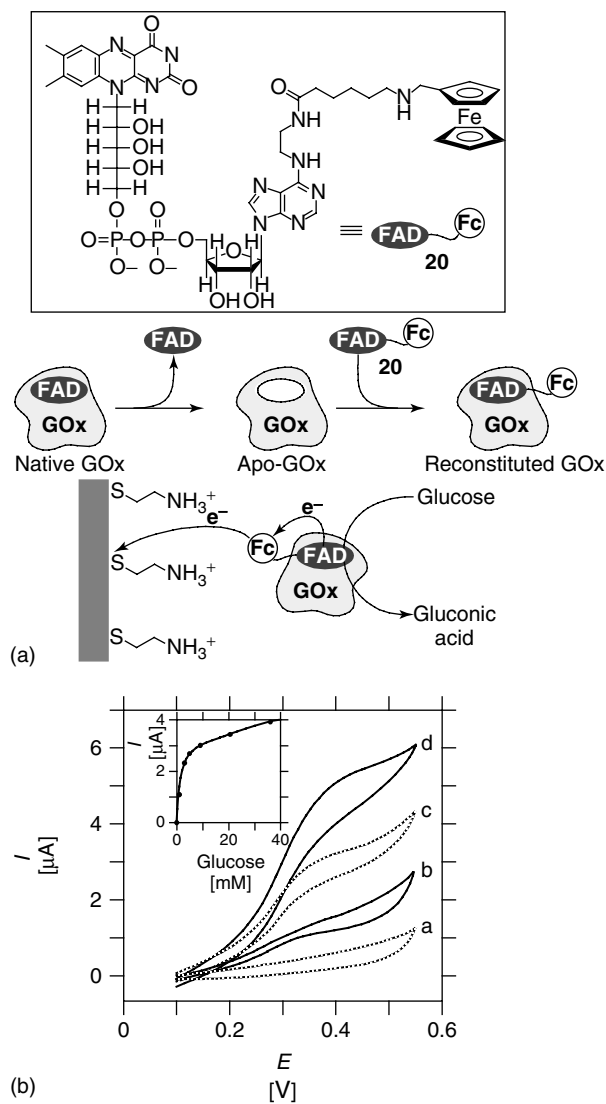 N
O
N
N
N
O
H
H
H
OH
H
OH
H
OH
H
H
O
O
O
O=P
O
P
O
O–
O–
O
NH
NH
N
N
N
N
N
H
Fe
H
H
O
H
H
OH
OH
≡ FAD Fc
20
FAD
FAD Fc
20
FAD
GOx
GOx
FAD Fc
GOx
Native GOx
Apo-GOx
Reconstituted GOx
S
NH3+
e–
e–
Glucose
Fc
FAD
GOx
S
NH3+
Gluconic
acid
S
NH3+
(a)
I
[μA]
4
2
0
0
20
40
Glucose
[mM]
d
c
b
a
6
4
2
0
I
[μA]
0
0.2
0.4
0.6
E
[V]
(b)